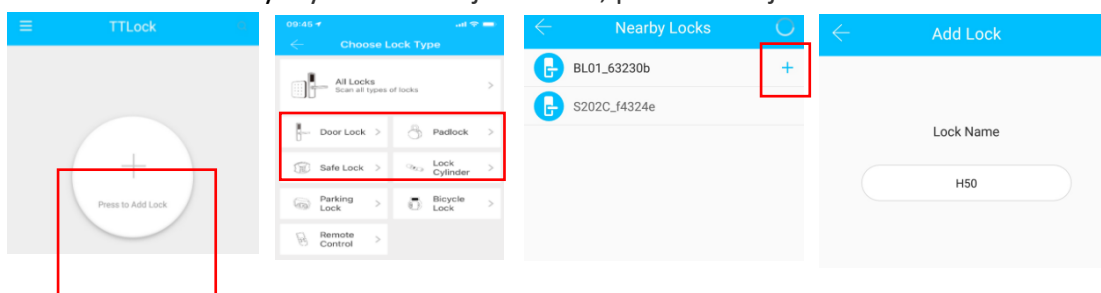 TTLock
Press to Add Lock
09:45
Choose Lock Type
All Locks
Scan all types of locks
Door Lock
Padlock
Safe Lock
Lock
Cylinder
Parking
Lock
Bicycle
Lock
Remote
Control
Nearby Locks
BL01_63230b
S202C_f4324e
Add Lock
Lock Name
H50